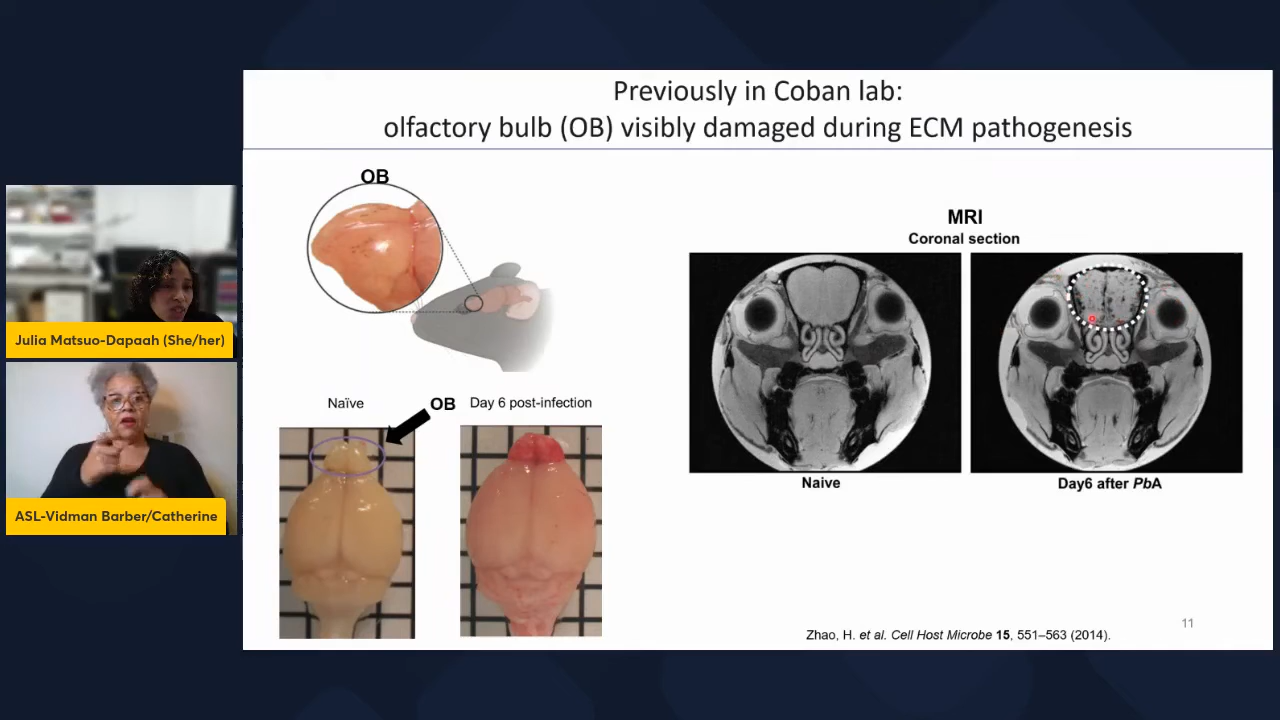 Previously in Coban lab:
olfactory bulb (OB) visibly damaged during ECM pathogenesis
OB
MRI
Coronal section
Julia Matsuo-Dapaah (She/her)
Naïve
OB
Day 6 post-infection
Naive
Day6 after PbA
ASL-Vidman Barber/Catherine
Zhao, H. et al. Cell Host Microbe 15, 551–563 (2014).
11